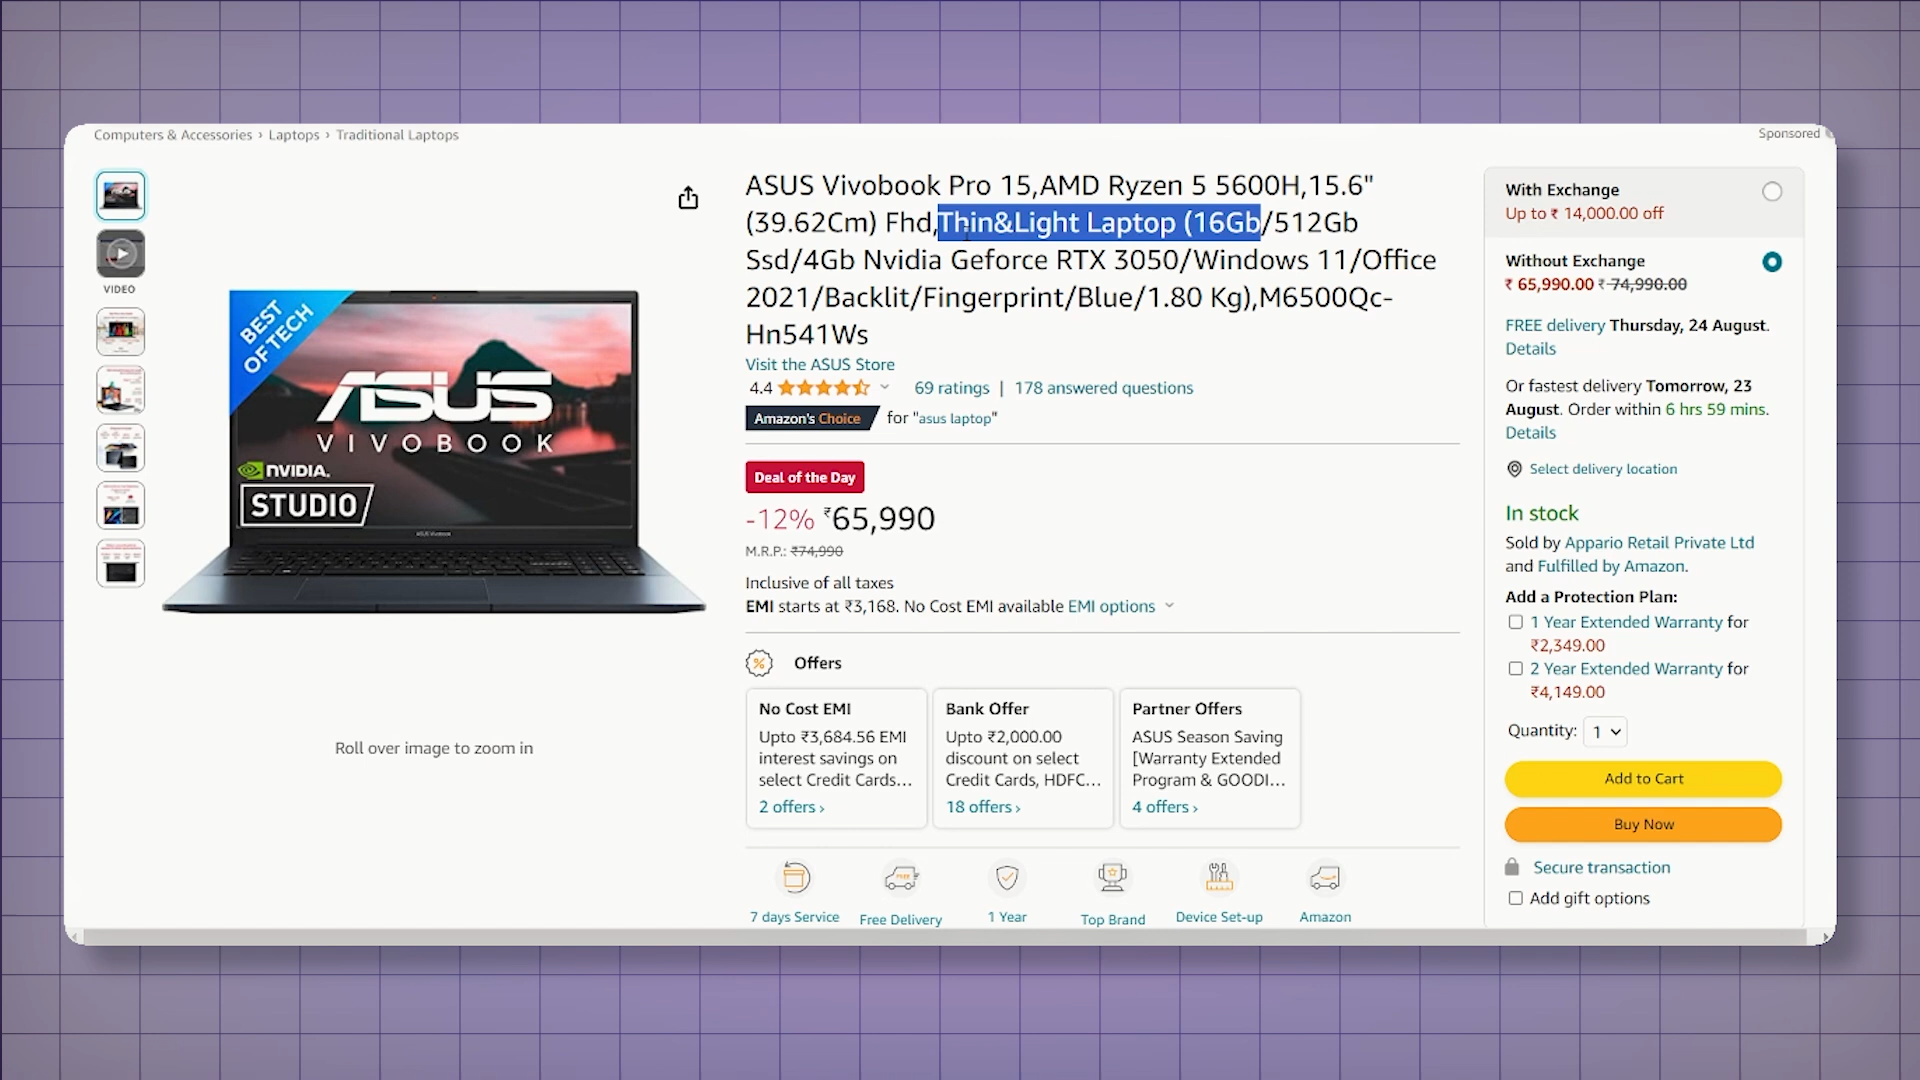 Computers & Accessories › Laptops › Traditional Laptops
Sponsored
VIDEO
BEST
OF TECH
ASUS
VIVOBOOK
NVIDIA.
STUDIO
ASUS Vivobook
Roll over image to zoom in
ASUS Vivobook Pro 15,AMD Ryzen 5 5600H,15.6"
(39.62Cm) Fhd,Thin&Light Laptop (16Gb/512Gb
Ssd/4Gb Nvidia Geforce RTX 3050/Windows 11/Office
2021/Backlit/Fingerprint/Blue/1.80 Kg),M6500Qc-
Hn541Ws
Visit the ASUS Store
4.4 69 ratings | 178 answered questions
Amazon's Choice for "asus laptop"
Deal of the Day
-12% ₹65,990
M.R.P.: ₹74,990
Inclusive of all taxes
EMI starts at ₹3,168. No Cost EMI available EMI options
% Offers
No Cost EMI
Upto ₹3,684.56 EMI
interest savings on
select Credit Cards…
2 offers ›
Bank Offer
Upto ₹2,000.00
discount on select
Credit Cards, HDFC…
18 offers ›
Partner Offers
ASUS Season Saving
[Warranty Extended
Program & GOODI…
4 offers ›
7 days Service
FREE
Free Delivery
1 Year
Top Brand
Device Set-up
Amazon
With Exchange
Up to ₹ 14,000.00 off
Without Exchange
₹ 65,990.00 ₹ 74,990.00
FREE delivery Thursday, 24 August.
Details
Or fastest delivery Tomorrow, 23
August. Order within 6 hrs 59 mins.
Details
Select delivery location
In stock
Sold by Appario Retail Private Ltd
and Fulfilled by Amazon.
Add a Protection Plan:
1 Year Extended Warranty for
₹2,349.00
2 Year Extended Warranty for
₹4,149.00
Quantity: 1
Add to Cart
Buy Now
Secure transaction
Add gift options